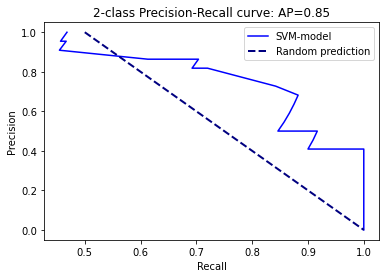 2-class Precision-Recall curve: AP=0.85
SVM-model
Random prediction
1.0
0.8
0.6
0.4
0.2
0.0
Precision
0.5 0.6 0.7 0.8 0.9 1.0
Recall